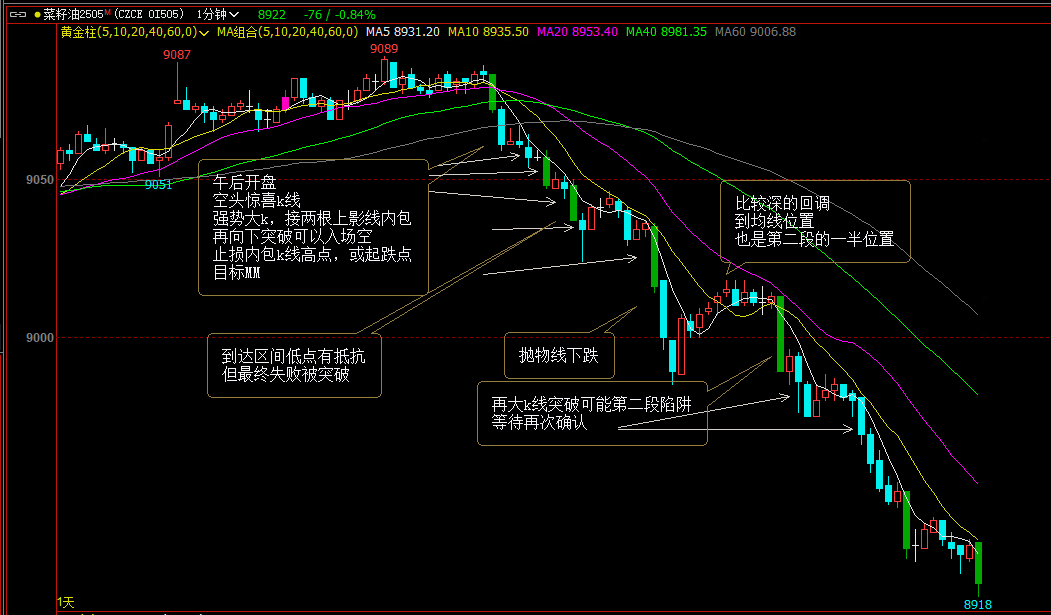 菜籽油2505M (CZCE OI505) 1分钟 8922 -76 / -0.84%
黄金柱(5,10,20,40,60,0) MA组合(5,10,20,40,60,0) MA5 8931.20 MA10 8935.50 MA20 8953.40 MA40 8981.35 MA60 9006.88
9087
9089
9050
9051
午后开盘
空头惊喜k线
强势大k，接两根上影线内包
再向下突破可以入场空
止损内包k线高点，或起跌点
目标MM
比较深的回调
到均线位置
也是第二段的一半位置
9000
到达区间低点有抵抗
但最终失败被突破
抛物线下跌
再大k线突破可能第二段陷阱
等待再次确认
1天
8918